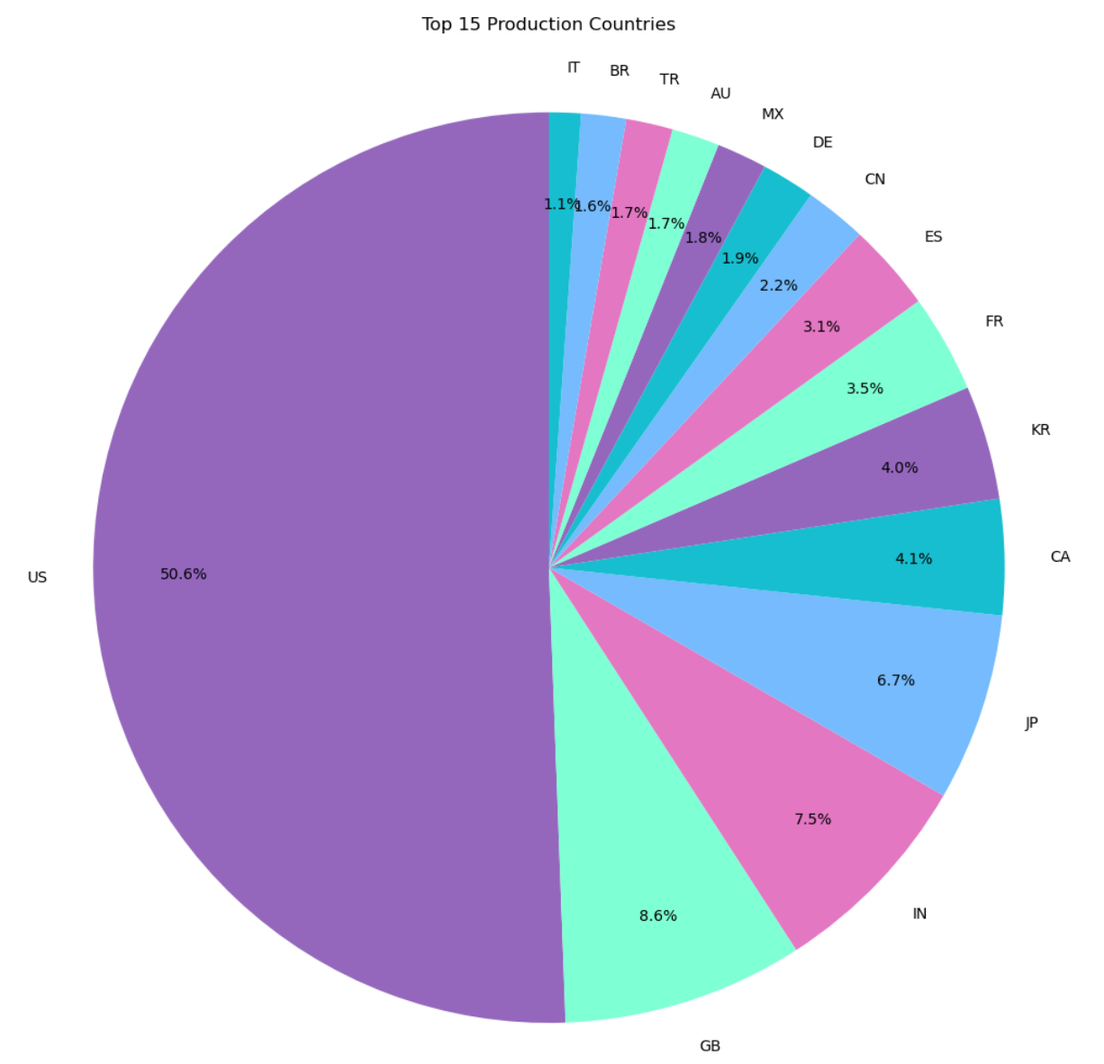 Top 15 Production Countries
IT
BR
TR
AU
MX
DE
CN
ES
FR
KR
CA
JP
IN
GB
US
1.1%
1.6%
1.7%
1.7%
1.8%
1.9%
2.2%
3.1%
3.5%
4.0%
4.1%
6.7%
7.5%
8.6%
50.6%